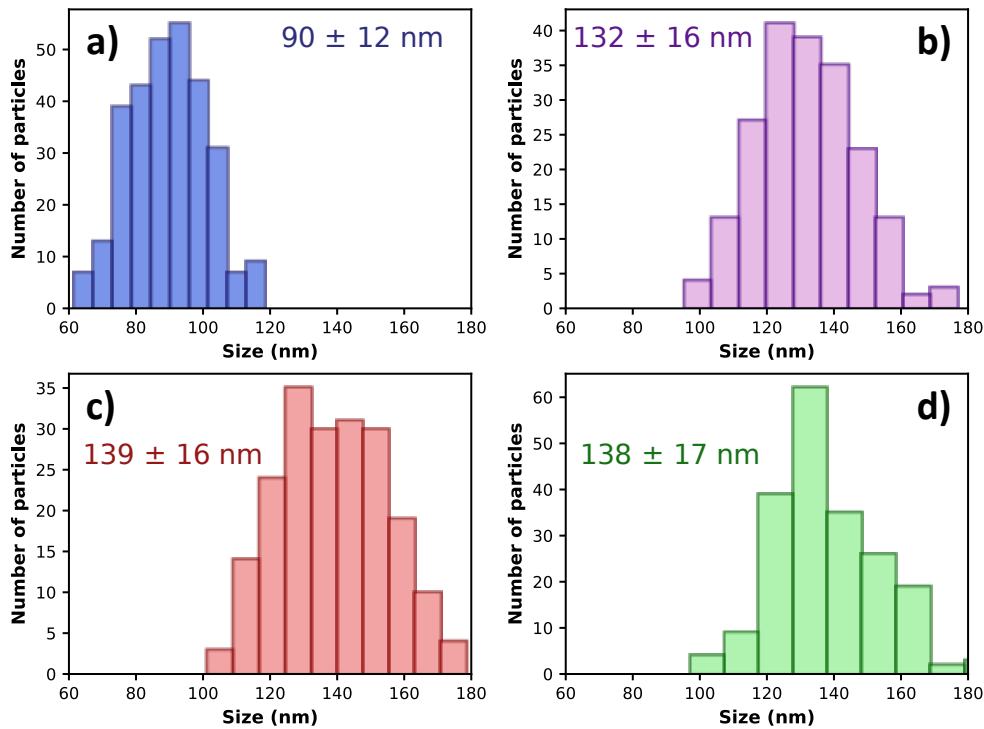 a)
90 ± 12 nm
Number of particles
50
40
30
20
10
0
60 80 100 120 140 160 180
Size (nm)
b)
132 ± 16 nm
Number of particles
40
35
30
25
20
15
10
5
0
60 80 100 120 140 160 180
Size (nm)
c)
139 ± 16 nm
Number of particles
35
30
25
20
15
10
5
0
60 80 100 120 140 160 180
Size (nm)
d)
138 ± 17 nm
Number of particles
60
50
40
30
20
10
0
60 80 100 120 140 160 180
Size (nm)